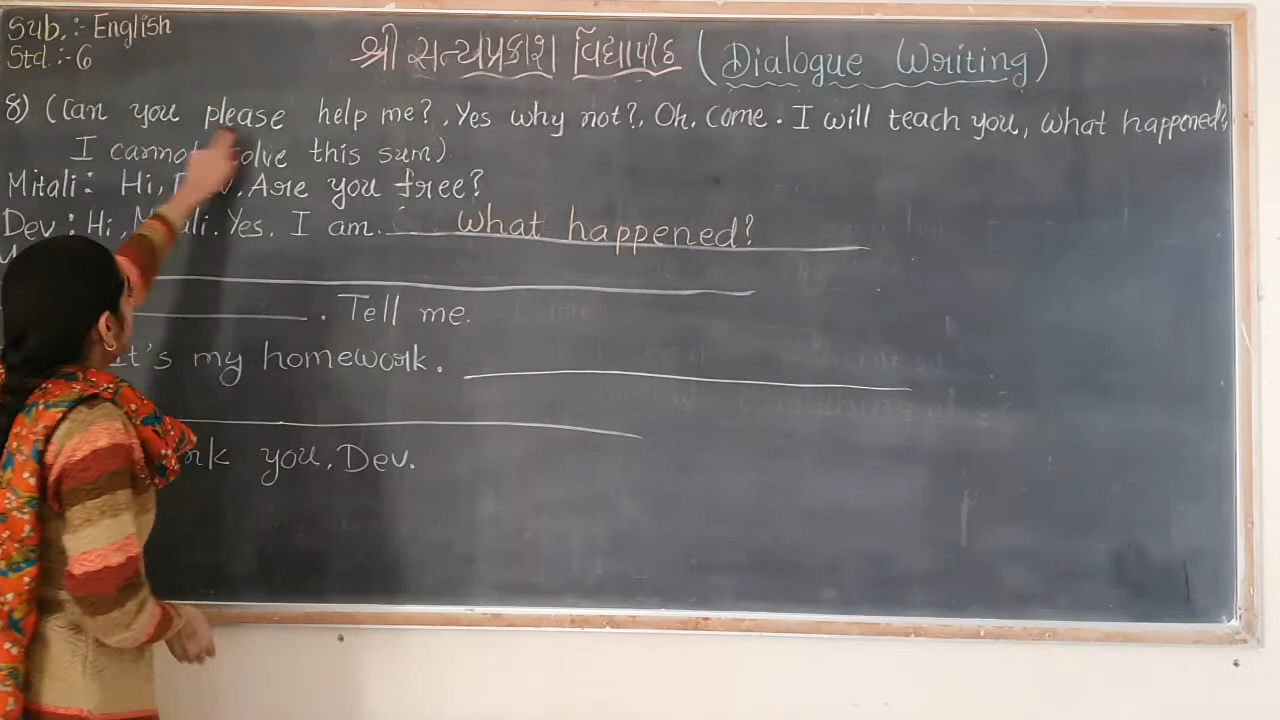 Sub. :- English
Std :- 6
શ્રી સત્યપ્રકાશ વિદ્યાપીઠ (Dialogue Writing)
8) (Can you please help me?, Yes why not?, Oh, Come. I will teach you, What happened?,
I cannot solve this sum)
Mitali : Hi, Dev. Are you free?
Dev : Hi, Mitali. Yes, I am. What happened?
. Tell me.
It's my homework.
you, Dev.